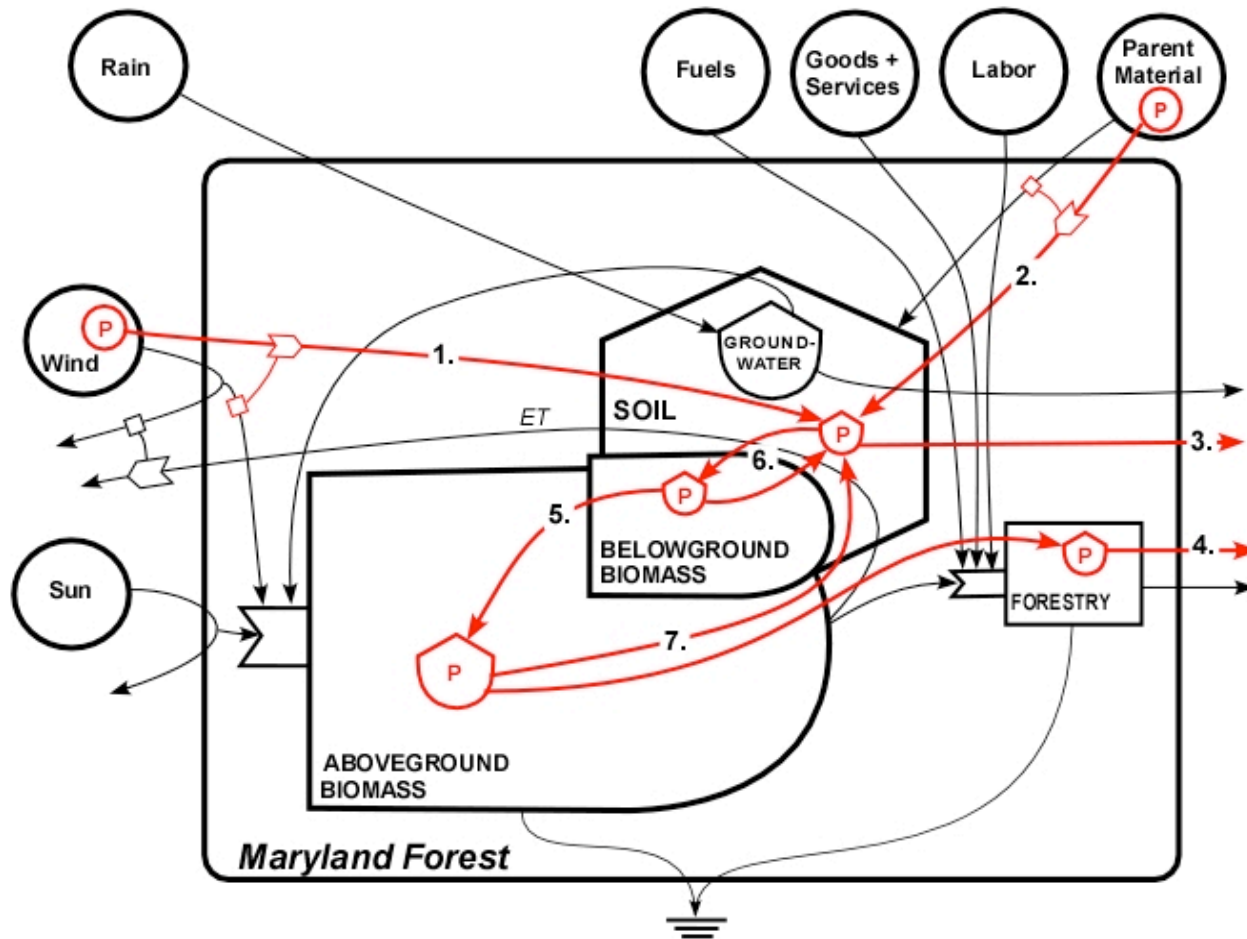 Rain
Fuels
Goods +
Services
Labor
Parent
Material
P
2.
P
Wind
1.
GROUND-
WATER
SOIL
ET
P
3.
6.
P
5.
4.
P
BELOWGROUND
BIOMASS
Sun
FORESTRY
7.
P
ABOVEGROUND
BIOMASS
Maryland Forest